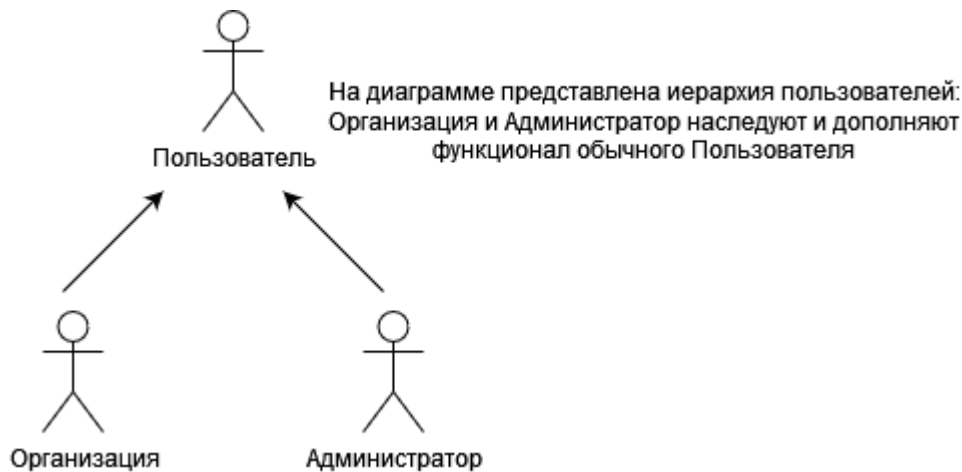 На диаграмме представлена иерархия пользователей:
Организация и Администратор наследуют и дополняют
функционал обычного Пользователя
Пользователь
Организация
Администратор